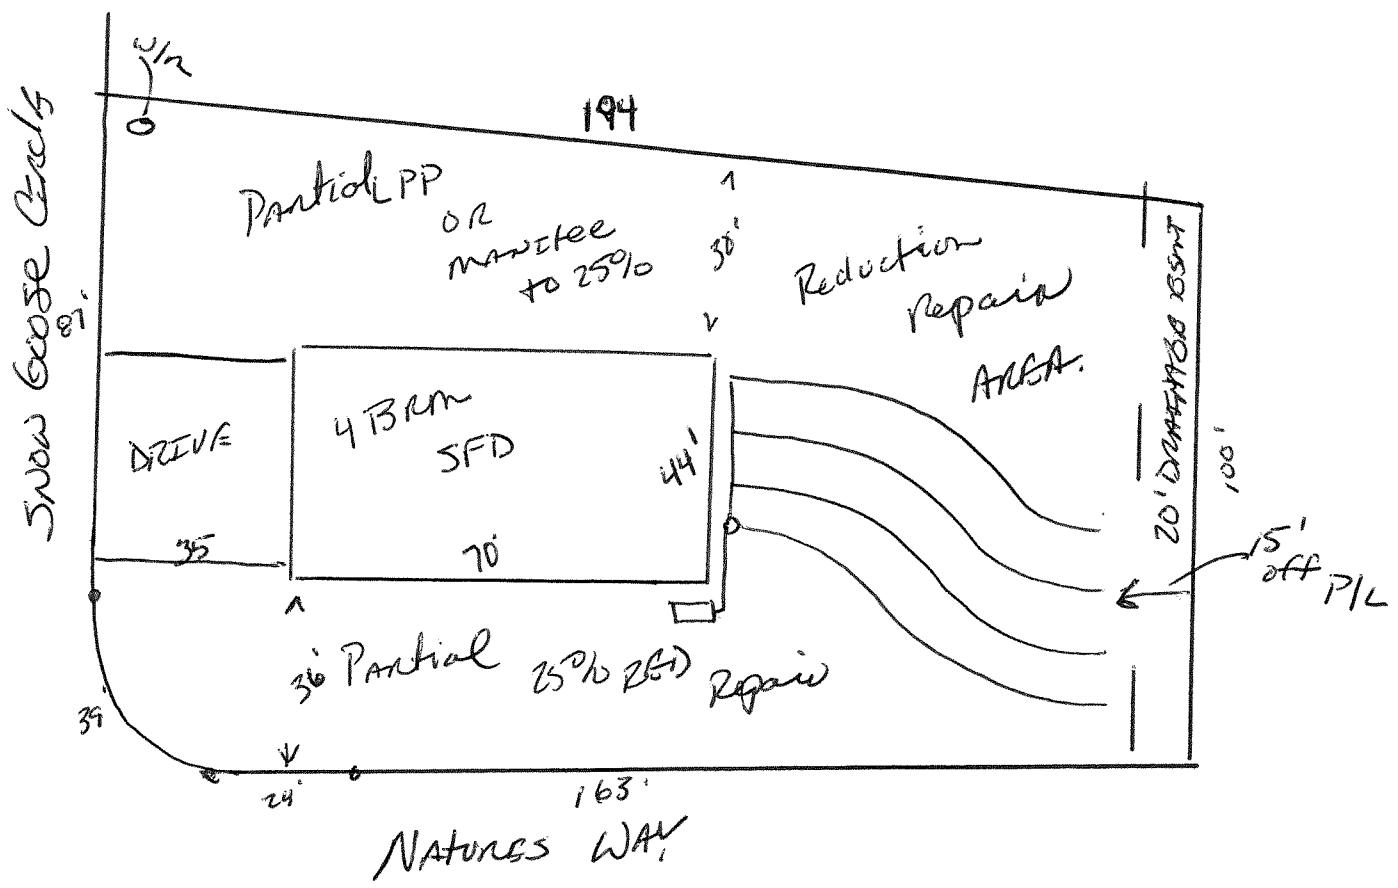 W/M
194
Partial LPP
OR
MANIfee
to 25%
30'
Reduction
Repair
AREA.
SNOW GOOSE CIRCLE
87'
DRIVE
35
4 BRM
SFD
44'
70'
20' DRAINAGE ESMT
100'
15'
off P/L
36' Partial 25% RED Repair
39'
24'
163'
NATURES WAY